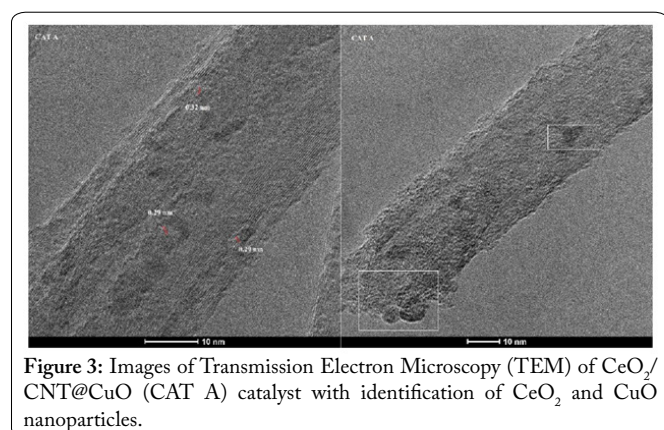 CAT A
CAT A
0.32 nm
0.29 nm
0.29 nm
10 nm
10 nm
Figure 3: Images of Transmission Electron Microscopy (TEM) of CeO₂/
CNT@CuO (CAT A) catalyst with identification of CeO₂ and CuO
nanoparticles.